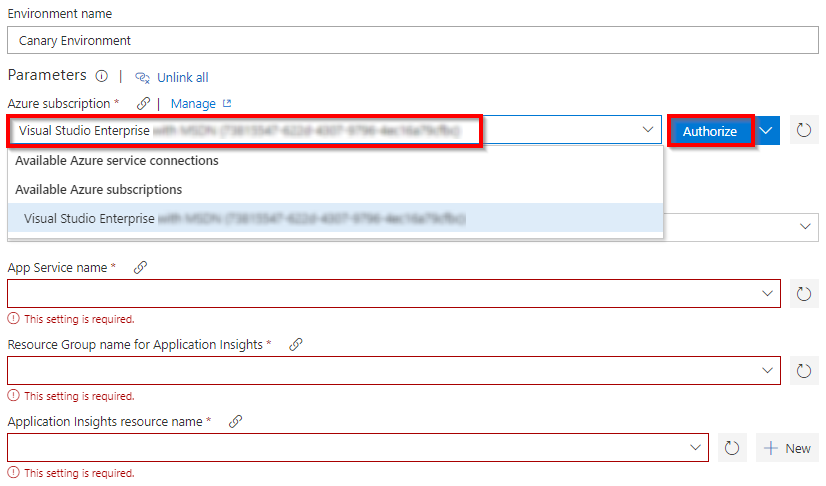 Environment name
Canary Environment
Parameters | Unlink all
Azure subscription * | Manage
Visual Studio Enterprise
Authorize
Available Azure service connections
Available Azure subscriptions
Visual Studio Enterprise
App Service name *
This setting is required.
Resource Group name for Application Insights *
This setting is required.
Application Insights resource name *
New
This setting is required.